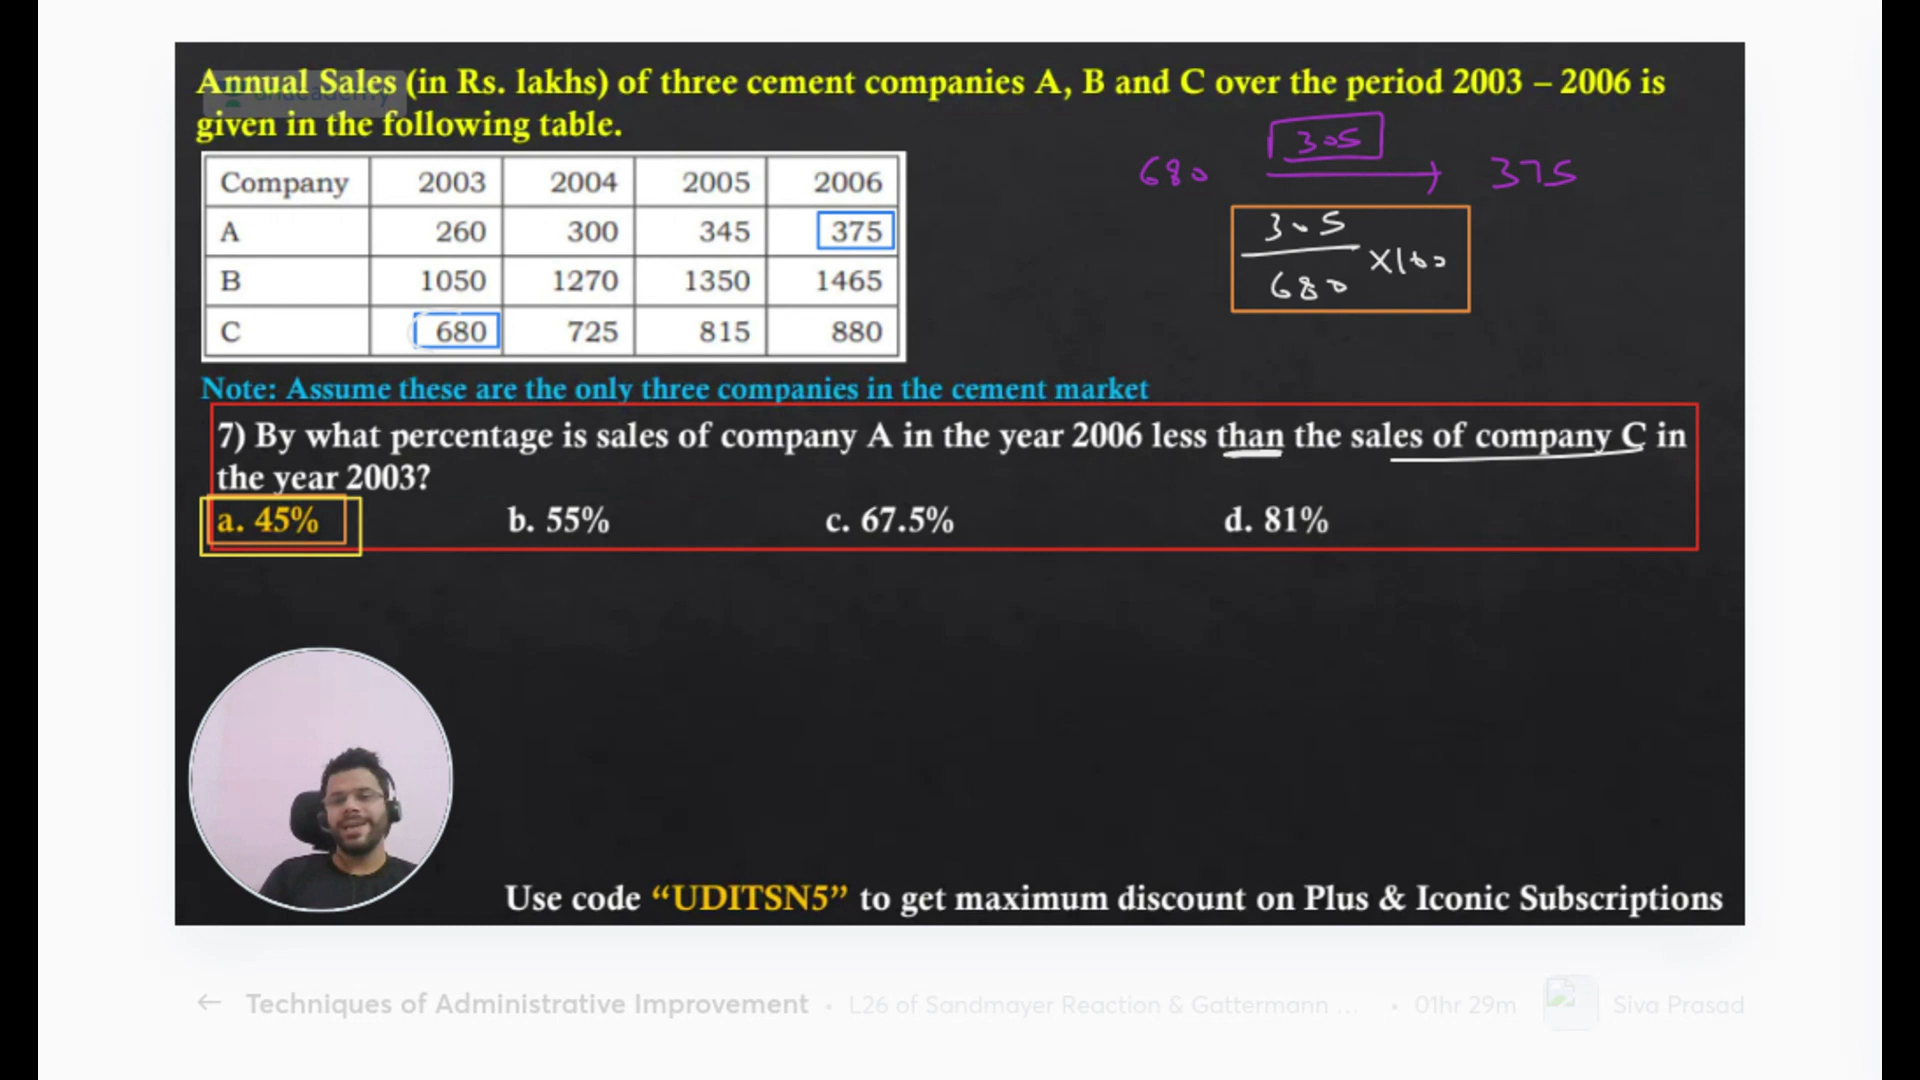 Annual Sales (in Rs. lakhs) of three cement companies A, B and C over the period 2003 – 2006 is
given in the following table.
305
680 375
Company 2003 2004 2005 2006
A 260 300 345 375
B 1050 1270 1350 1465
C 680 725 815 880
305
680
X100
Note: Assume these are the only three companies in the cement market
7) By what percentage is sales of company A in the year 2006 less than the sales of company C in
the year 2003?
a. 45% b. 55% c. 67.5% d. 81%
Use code “UDITSN5” to get maximum discount on Plus & Iconic Subscriptions
← Techniques of Administrative Improvement • L26 of Sandmayer Reaction & Gattermann ... • 01hr 29m Siva Prasad